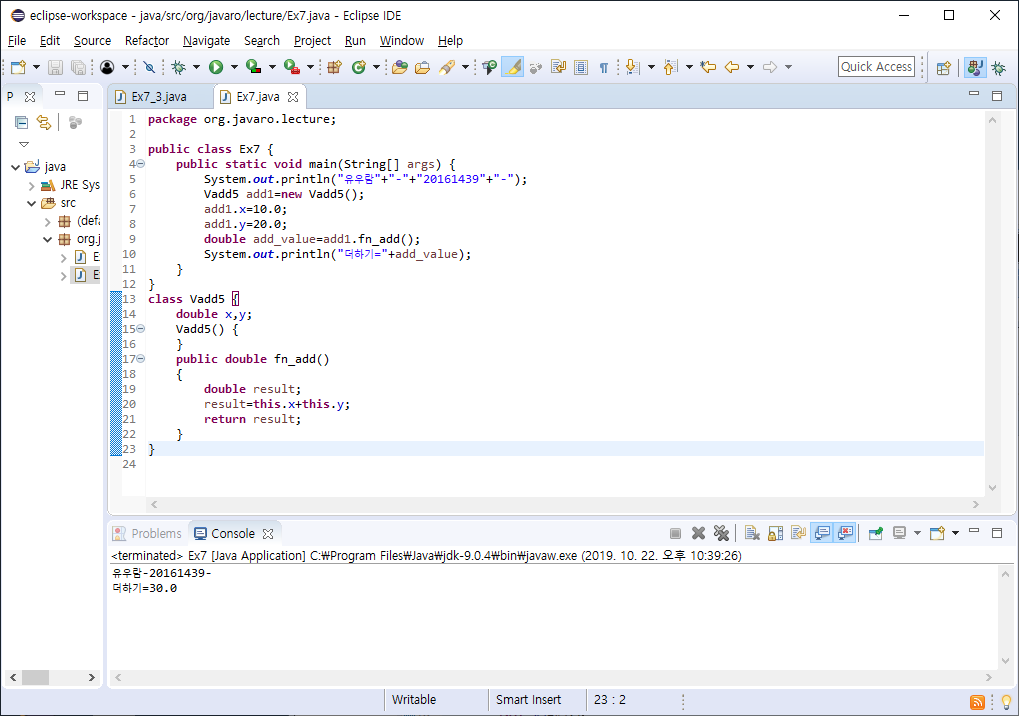 eclipse-workspace - java/src/org/javaro/lecture/Ex7.java - Eclipse IDE
File Edit Source Refactor Navigate Search Project Run Window Help
Quick Access
P
Ex7_3.java
Ex7.java
java
JRE Sys
src
(defa
org.j
E
E
1 package org.javaro.lecture;
2
3 public class Ex7 {
4 public static void main(String[] args) {
5 System.out.println("유우람"+"-"+"20161439"+"-");
6 Vadd5 add1=new Vadd5();
7 add1.x=10.0;
8 add1.y=20.0;
9 double add_value=add1.fn_add();
10 System.out.println("더하기="+add_value);
11 }
12 }
13 class Vadd5 {
14 double x,y;
15 Vadd5() {
16 }
17 public double fn_add()
18 {
19 double result;
20 result=this.x+this.y;
21 return result;
22 }
23 }
24
Problems Console
<terminated> Ex7 [Java Application] C:₩Program Files₩Java₩jdk-9.0.4₩bin₩javaw.exe (2019. 10. 22. 오후 10:39:26)
유우람-20161439-
더하기=30.0
Writable Smart Insert 23 : 2